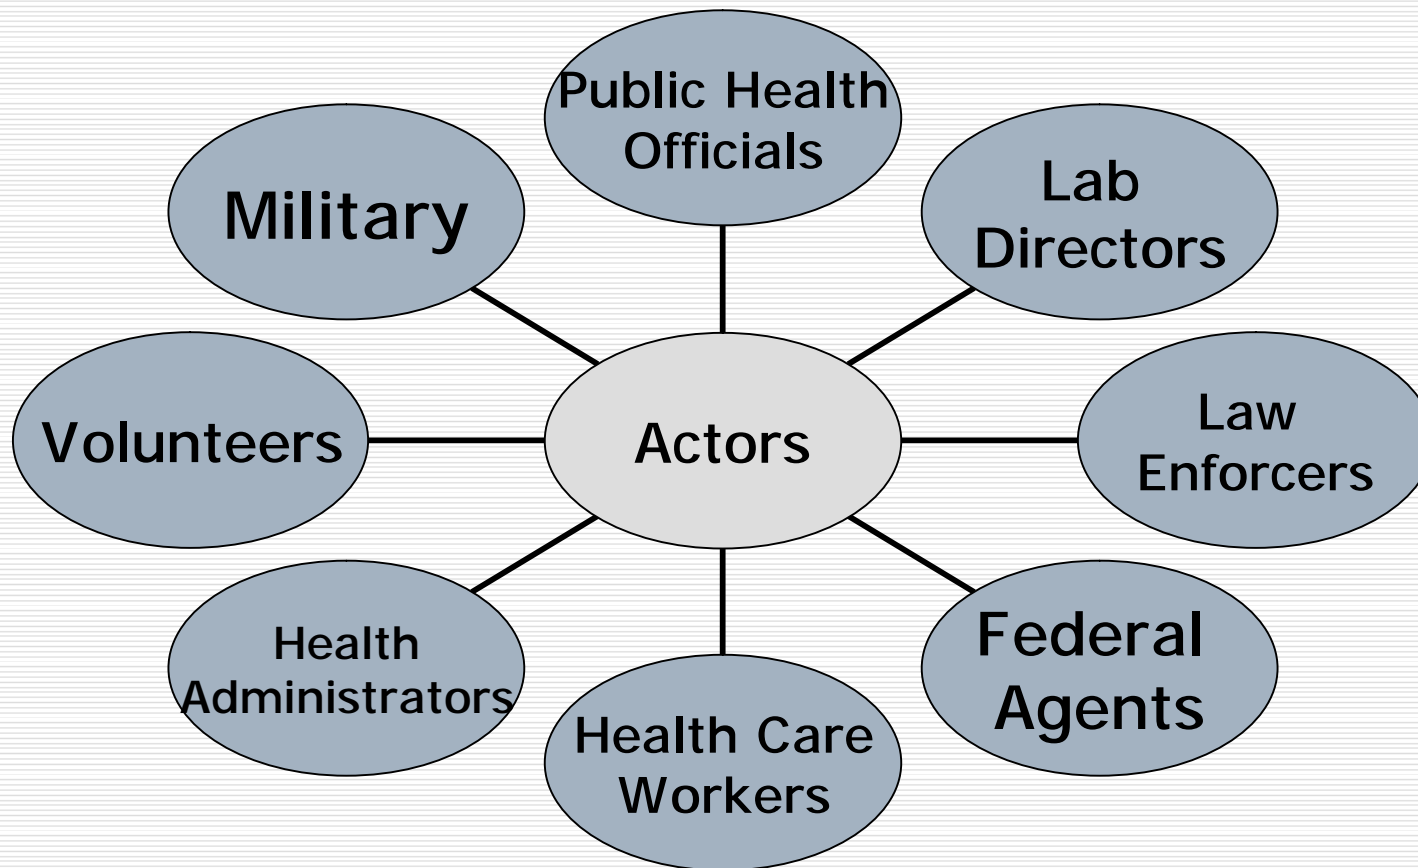 Public Health
Officials
Military
Lab
Directors
Volunteers
Actors
Law
Enforcers
Health
Administrators
Federal
Agents
Health Care
Workers